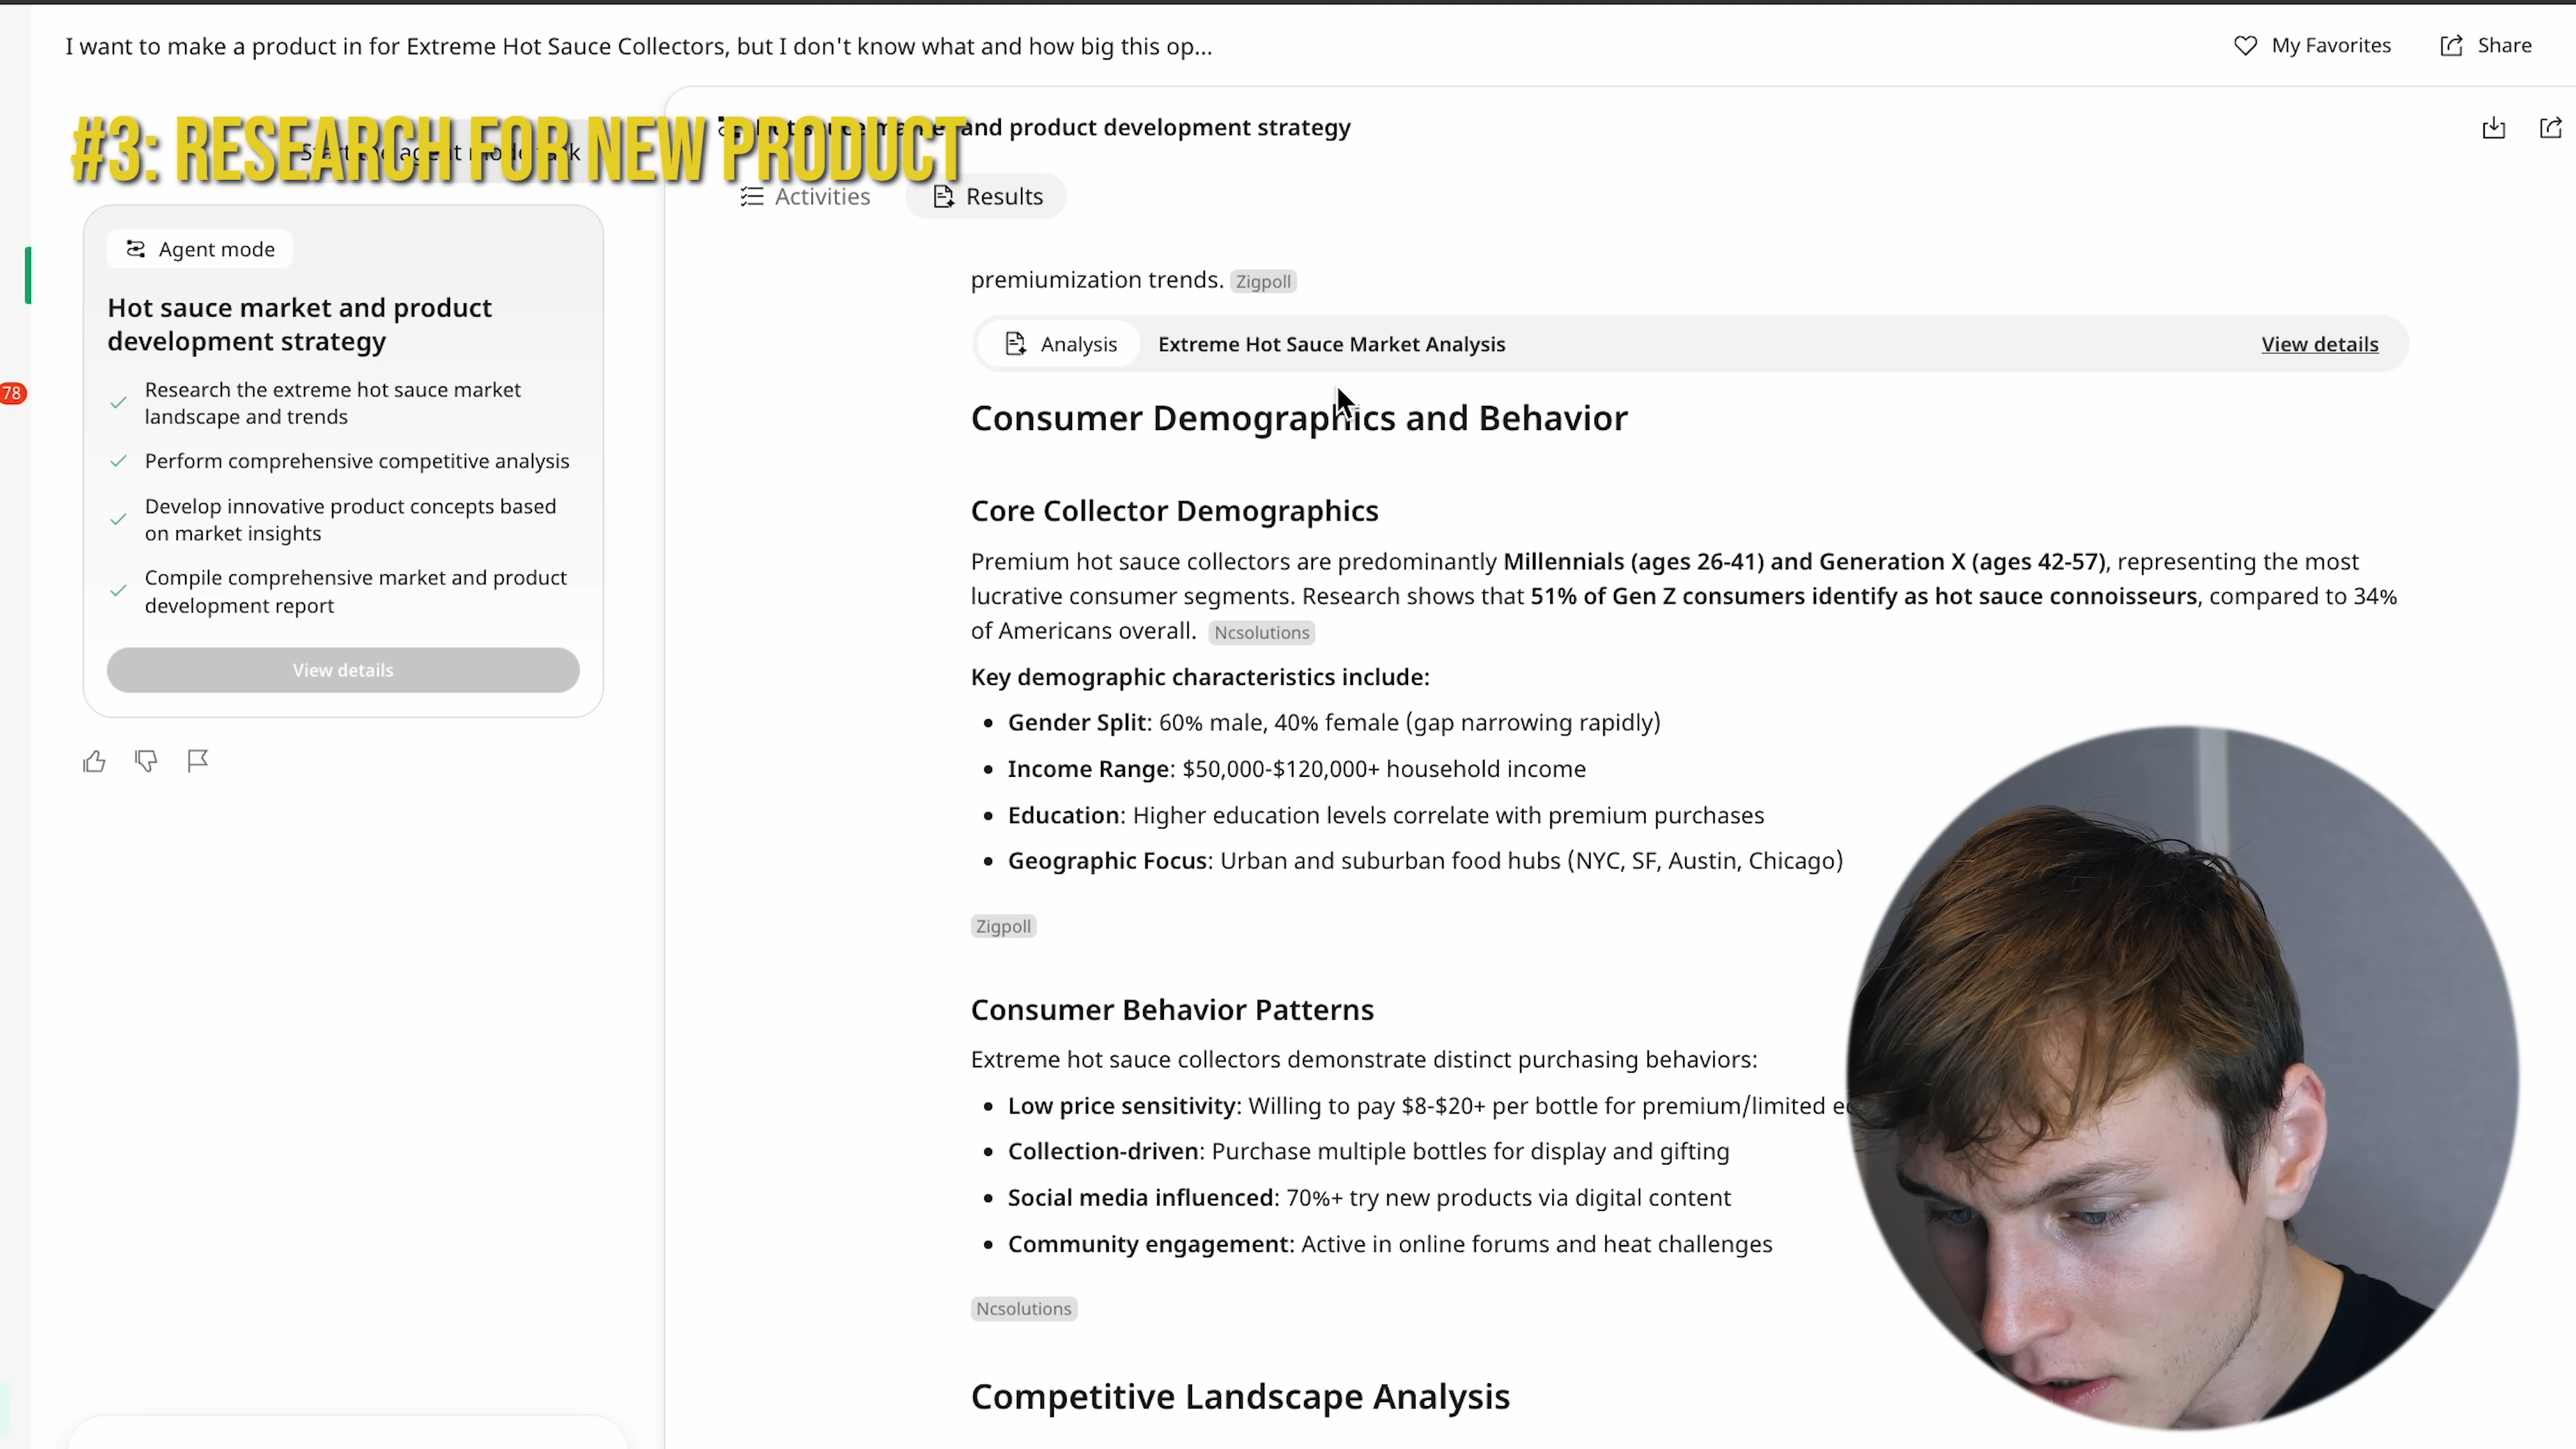 I want to make a product in for Extreme Hot Sauce Collectors, but I don't know what and how big this op...
My Favorites
Share
#3: RESEARCH FOR NEW PRODUCT
Start the agent mode task
Hot sauce market and product development strategy
Activities
Results
78
Agent mode
Hot sauce market and product
development strategy
Research the extreme hot sauce market
landscape and trends
Perform comprehensive competitive analysis
Develop innovative product concepts based
on market insights
Compile comprehensive market and product
development report
View details
premiumization trends. Zigpoll
Analysis Extreme Hot Sauce Market Analysis View details
Consumer Demographics and Behavior
Core Collector Demographics
Premium hot sauce collectors are predominantly Millennials (ages 26-41) and Generation X (ages 42-57), representing the most
lucrative consumer segments. Research shows that 51% of Gen Z consumers identify as hot sauce connoisseurs, compared to 34%
of Americans overall. Ncsolutions
Key demographic characteristics include:
• Gender Split: 60% male, 40% female (gap narrowing rapidly)
• Income Range: $50,000-$120,000+ household income
• Education: Higher education levels correlate with premium purchases
• Geographic Focus: Urban and suburban food hubs (NYC, SF, Austin, Chicago)
Zigpoll
Consumer Behavior Patterns
Extreme hot sauce collectors demonstrate distinct purchasing behaviors:
• Low price sensitivity: Willing to pay $8-$20+ per bottle for premium/limited
• Collection-driven: Purchase multiple bottles for display and gifting
• Social media influenced: 70%+ try new products via digital content
• Community engagement: Active in online forums and heat challenges
Ncsolutions
Competitive Landscape Analysis